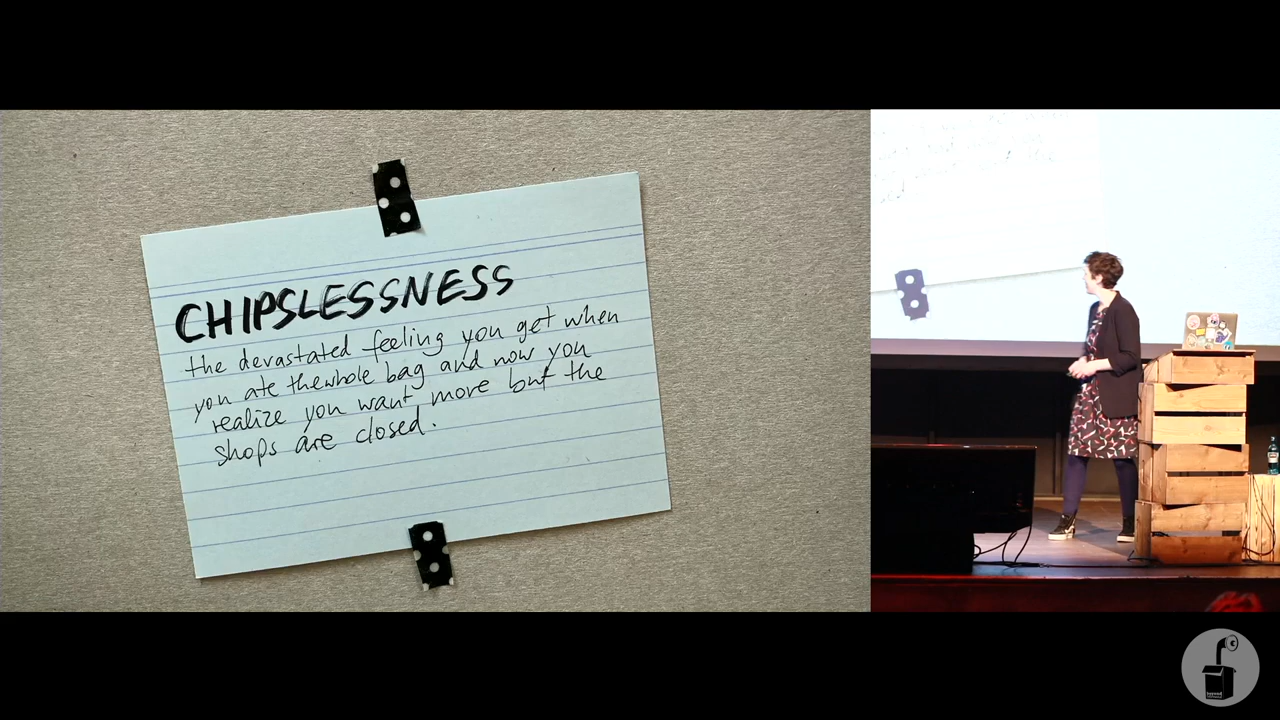 CHIPSLESSNESS
the devastated feeling you get when
you ate thewhole bag and now you
realize you want more but the
shops are closed.